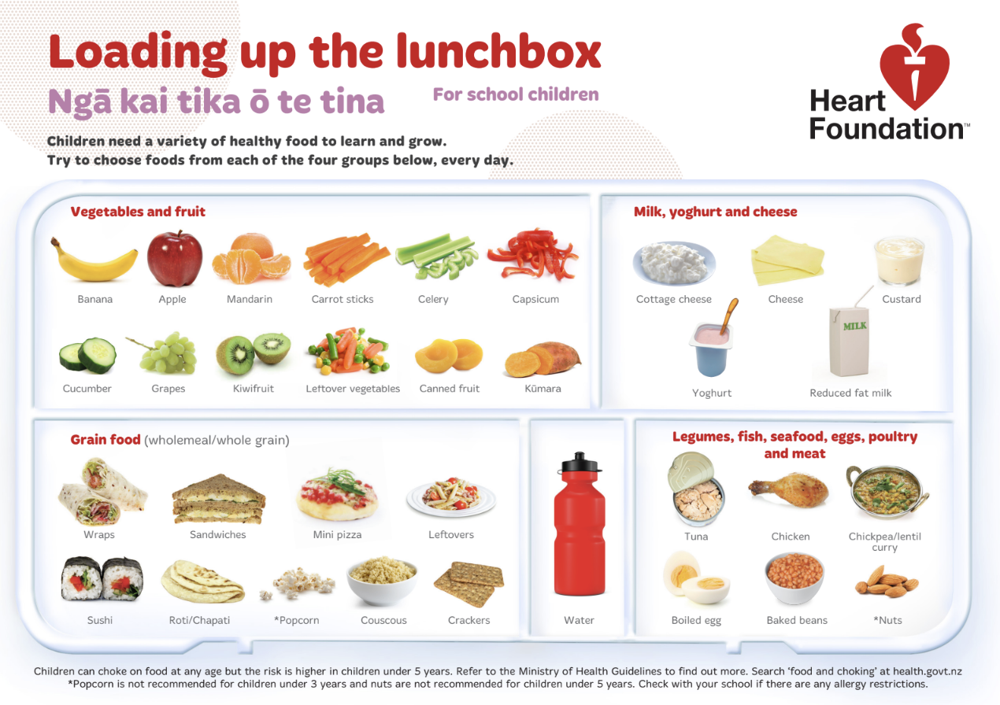 Loading up the lunchbox
Ngā kai tika ō te tina
For school children
Heart
Foundation™
Children need a variety of healthy food to learn and grow.
Try to choose foods from each of the four groups below, every day.
Vegetables and fruit
Banana
Apple
Mandarin
Carrot sticks
Celery
Capsicum
Cucumber
Grapes
Kiwifruit
Leftover vegetables
Canned fruit
Kūmara
Milk, yoghurt and cheese
Cottage cheese
Cheese
Custard
MILK
Yoghurt
Reduced fat milk
Grain food (wholemeal/whole grain)
Wraps
Sandwiches
Mini pizza
Leftovers
Sushi
Roti/Chapati
*Popcorn
Couscous
Crackers
Water
Legumes, fish, seafood, eggs, poultry
and meat
Tuna
Chicken
Chickpea/lentil
curry
Boiled egg
Baked beans
*Nuts
Children can choke on food at any age but the risk is higher in children under 5 years. Refer to the Ministry of Health Guidelines to find out more. Search ‘food and choking’ at health.govt.nz
*Popcorn is not recommended for children under 3 years and nuts are not recommended for children under 5 years. Check with your school if there are any allergy restrictions.